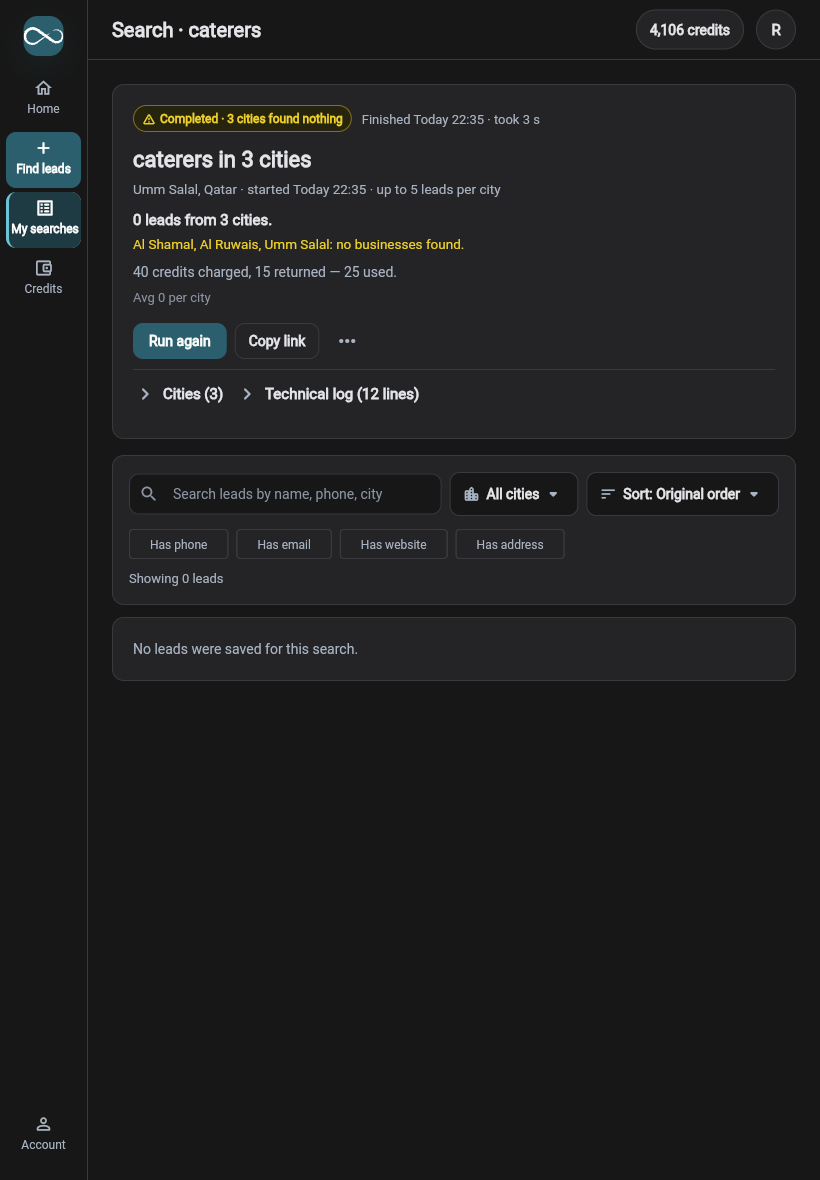 Search · caterers
4,106 credits
R
Home
Find leads
My searches
Credits
Completed · 3 cities found nothing
Finished Today 22:35 · took 3 s
caterers in 3 cities
Umm Salal, Qatar · started Today 22:35 · up to 5 leads per city
0 leads from 3 cities.
Al Shamal, Al Ruwais, Umm Salal: no businesses found.
40 credits charged, 15 returned — 25 used.
Avg 0 per city
Run again
Copy link
Cities (3)
Technical log (12 lines)
Search leads by name, phone, city
All cities
Sort: Original order
Has phone
Has email
Has website
Has address
Showing 0 leads
No leads were saved for this search.
Account